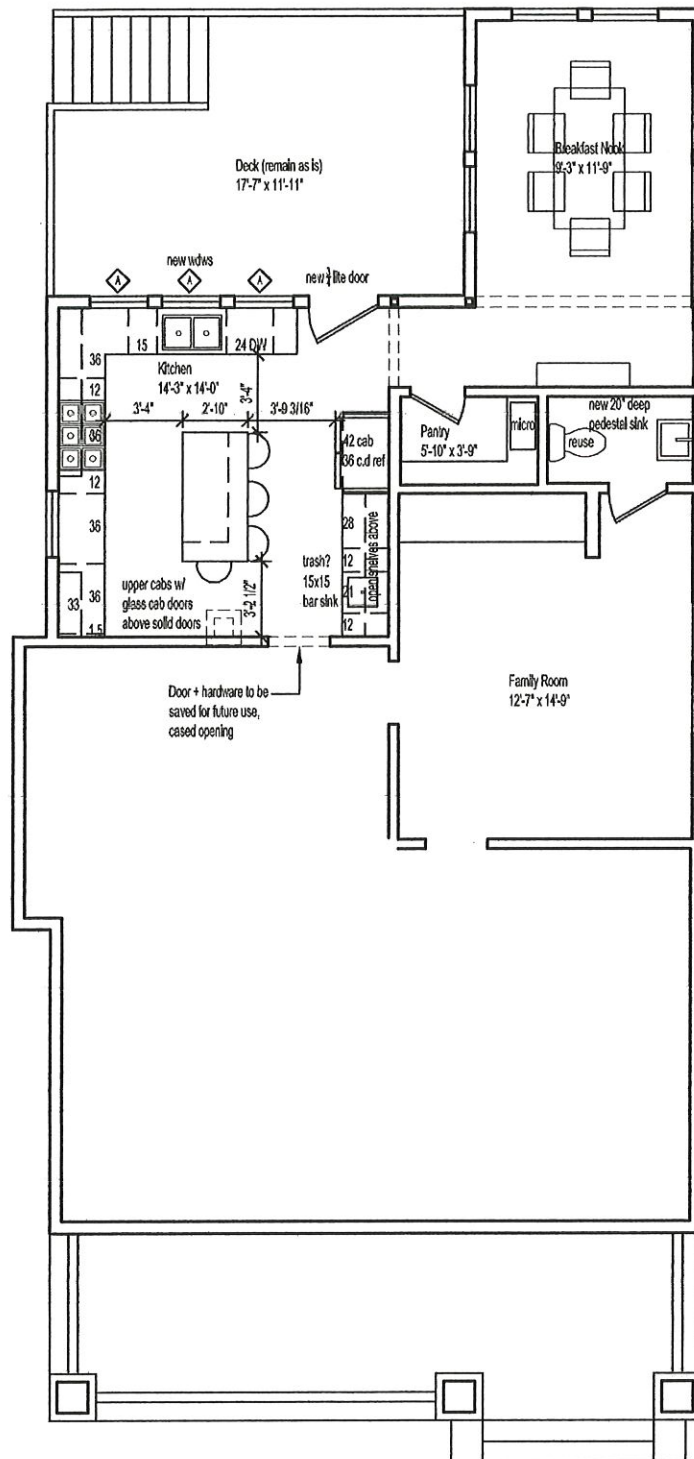 Deck (remain as is)
17'-7" x 11'-11"
Breakfast Nook
9'-3" x 11'-9"
new wdws
A
A
A
new ¾ lite door
15
24 DW
36
Kitchen
14'-3" x 14'-0"
12
3'-4"
3'-4"
2'-10"
3'-9 3/16"
36
42 cab
36 c.d ref
Pantry
5'-10" x 3'-9"
micro
new 20" deep
pedestal sink
reuse
12
36
28
12
21
12
open shelves above
trash?
15x15
bar sink
33
36
1.5
upper cabs w/
glass cab doors
above solid doors
3'-2 1/2"
Door + hardware to be
saved for future use,
cased opening
Family Room
12'-7" x 14'-9"